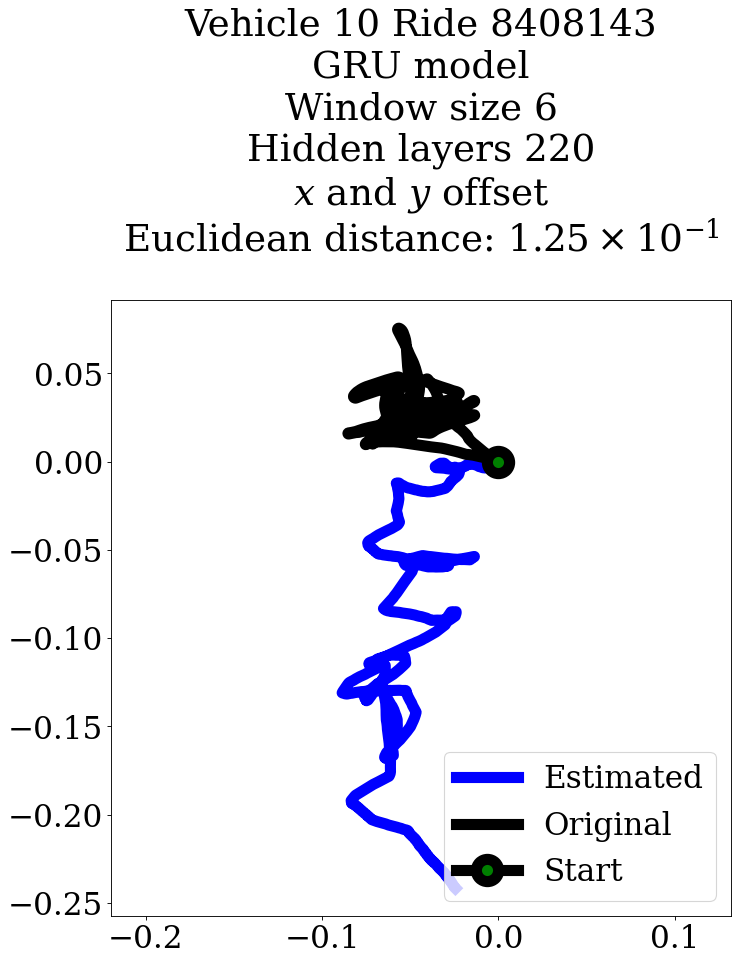 Vehicle 10 Ride 8408143
GRU model
Window size 6
Hidden layers 220
x and y offset
Euclidean distance: 1.25 × 10⁻¹
0.05
0.00
−0.05
−0.10
−0.15
−0.20
−0.25
Estimated
Original
Start
−0.2 −0.1 0.0 0.1